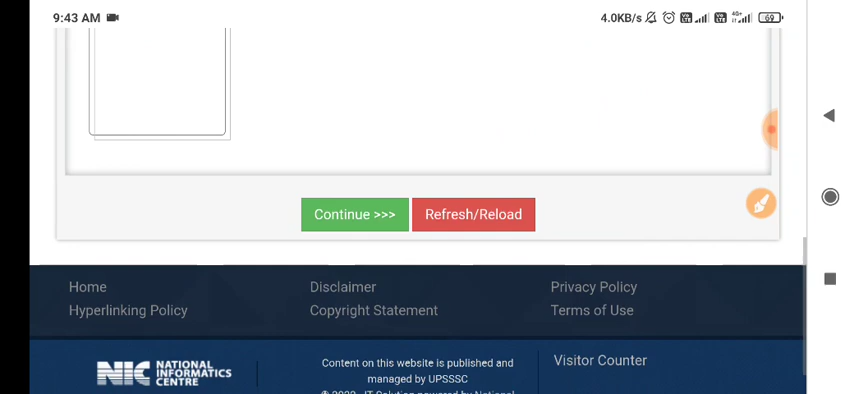 9:43 AM
4.0KB/s
4G+
69
Continue >>> Refresh/Reload
Home Disclaimer Privacy Policy
Hyperlinking Policy Copyright Statement Terms of Use
NIC NATIONAL INFORMATICS CENTRE
Content on this website is published and
managed by UPSSSC
Visitor Counter